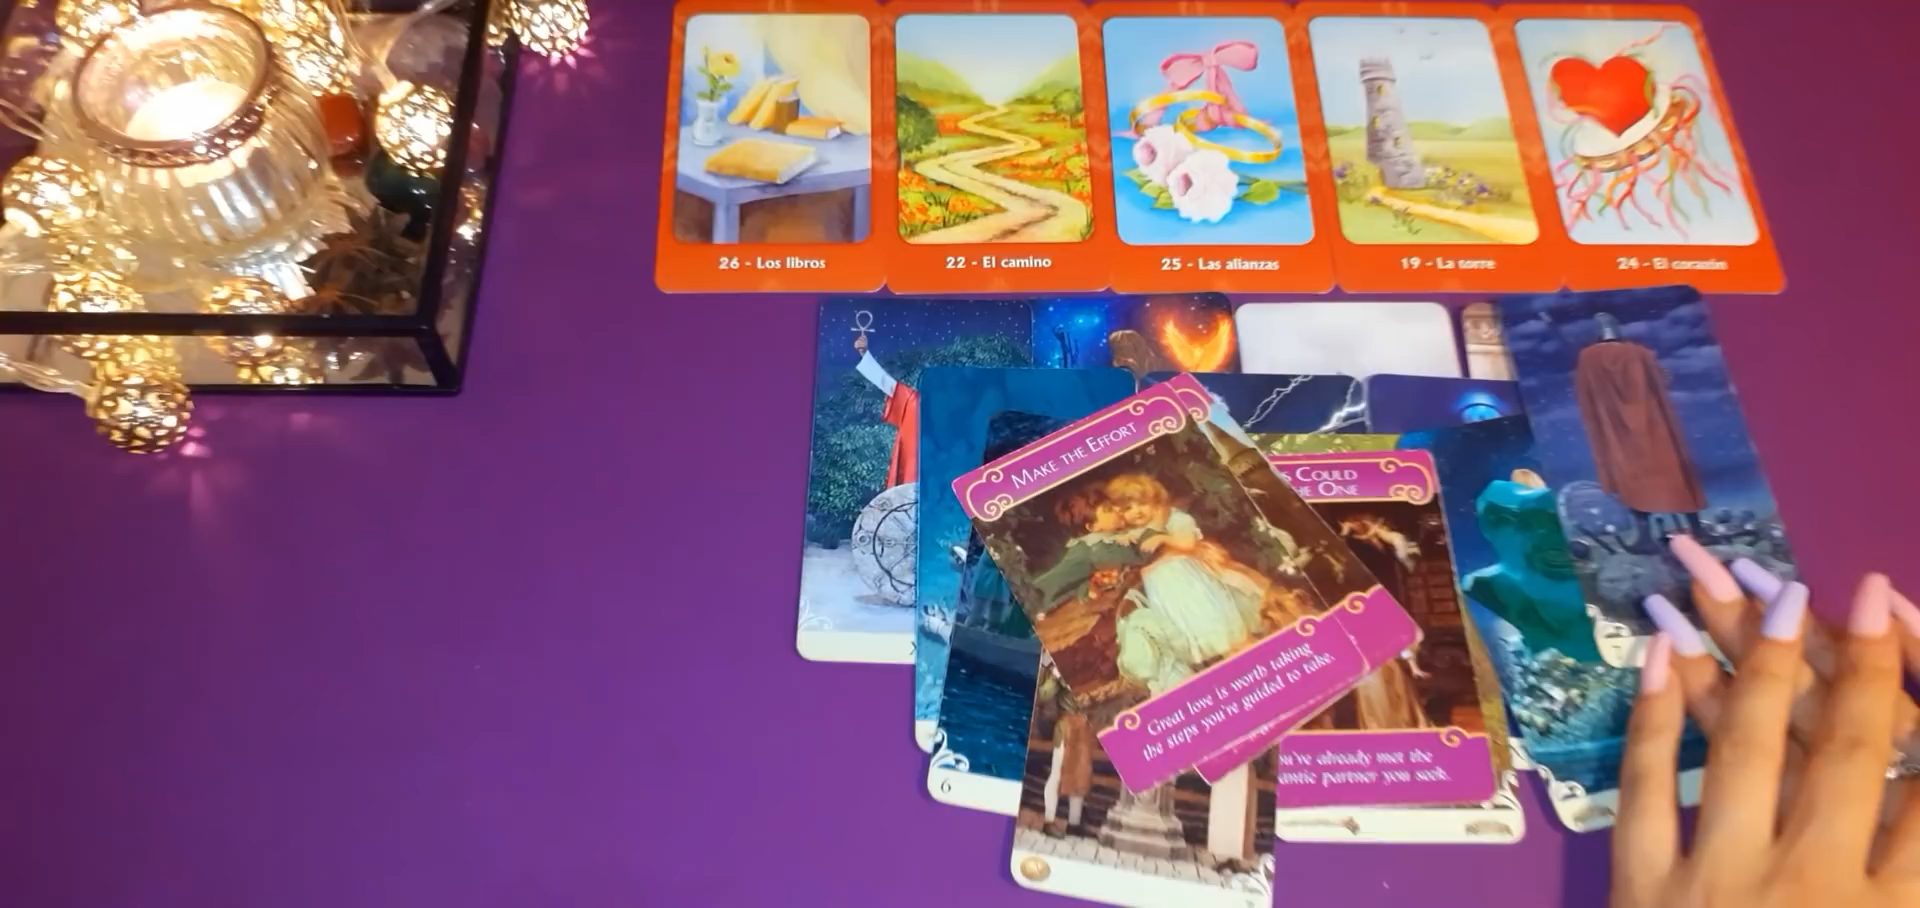 26 - Los libros
22 - El camino
25 - Las alianzas
19 - La torre
24 - El corazón
MAKE THE EFFORT
COULD
ONE
Great love is worth taking
the steps you're guided to take.
already met the
partner you seek.
6